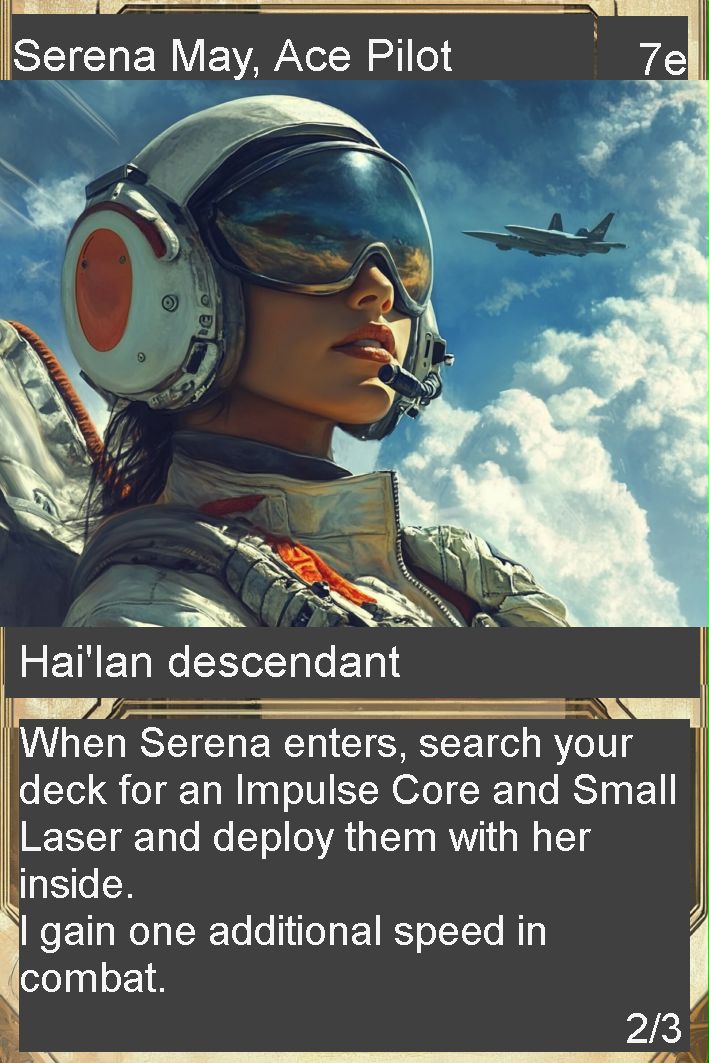 Serena May, Ace Pilot
7e
Hai'lan descendant
When Serena enters, search your
deck for an Impulse Core and Small
Laser and deploy them with her
inside.
I gain one additional speed in
combat.
2/3